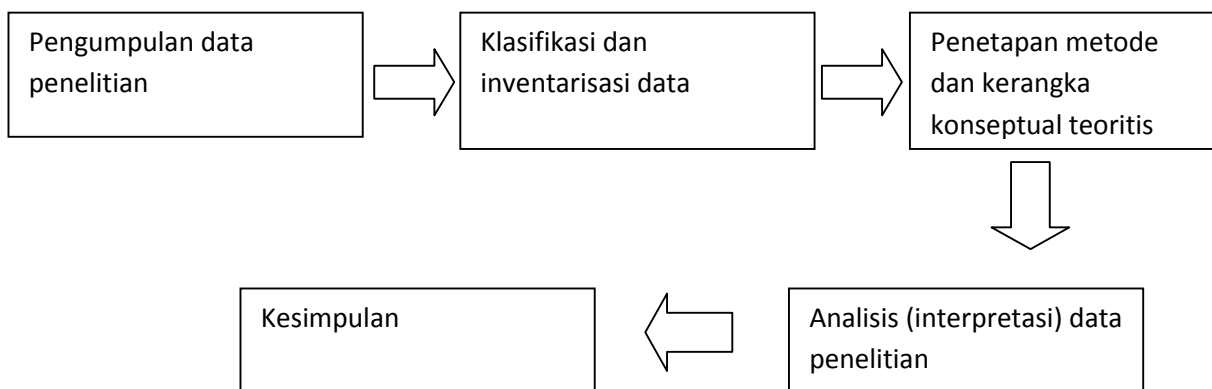 Pengumpulan data
penelitian
Klasifikasi dan
inventarisasi data
Penetapan metode
dan kerangka
konseptual teoritis
Analisis (interpretasi) data
penelitian
Kesimpulan